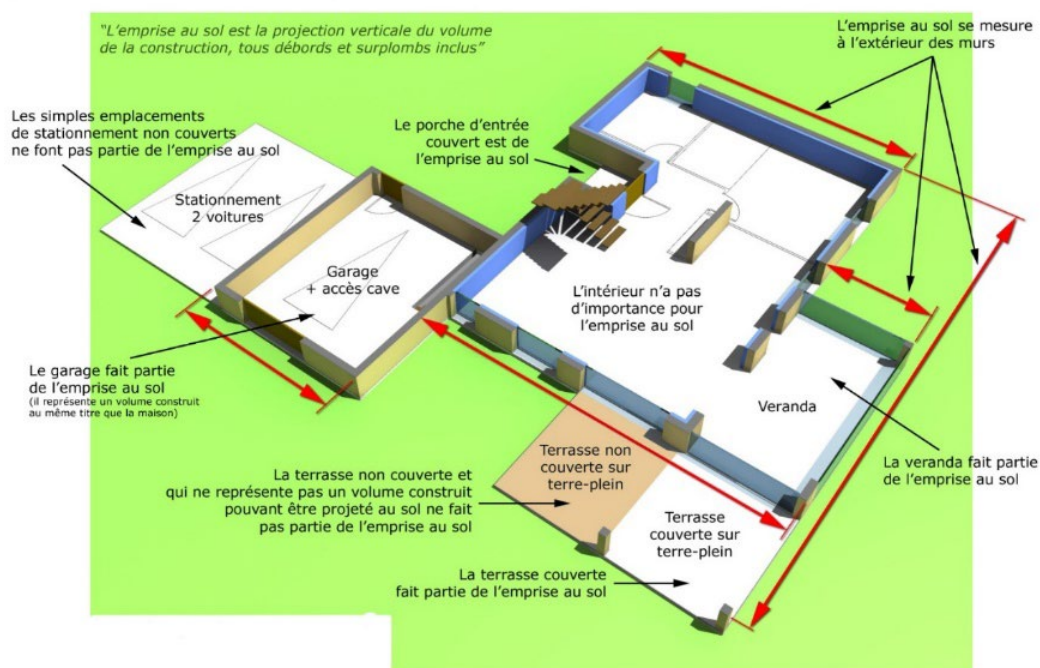 “L’emprise au sol est la projection verticale du volume
de la construction, tous débords et surplombs inclus”
L’emprise au sol se mesure
à l’extérieur des murs
Les simples emplacements
de stationnement non couverts
ne font pas partie de l’emprise au sol
Le porche d’entrée
couvert est de
l’emprise au sol
Stationnement
2 voitures
Garage
+ accès cave
L’intérieur n’a pas
d’importance pour
l’emprise au sol
Le garage fait partie
de l’emprise au sol
(il représente un volume construit
au même titre que la maison)
Veranda
La veranda fait partie
de l’emprise au sol
Terrasse non
couverte sur
terre-plein
La terrasse non couverte et
qui ne représente pas un volume construit
pouvant être projeté au sol ne fait
pas partie de l’emprise au sol
Terrasse
couverte sur
terre-plein
La terrasse couverte
fait partie de l’emprise au sol